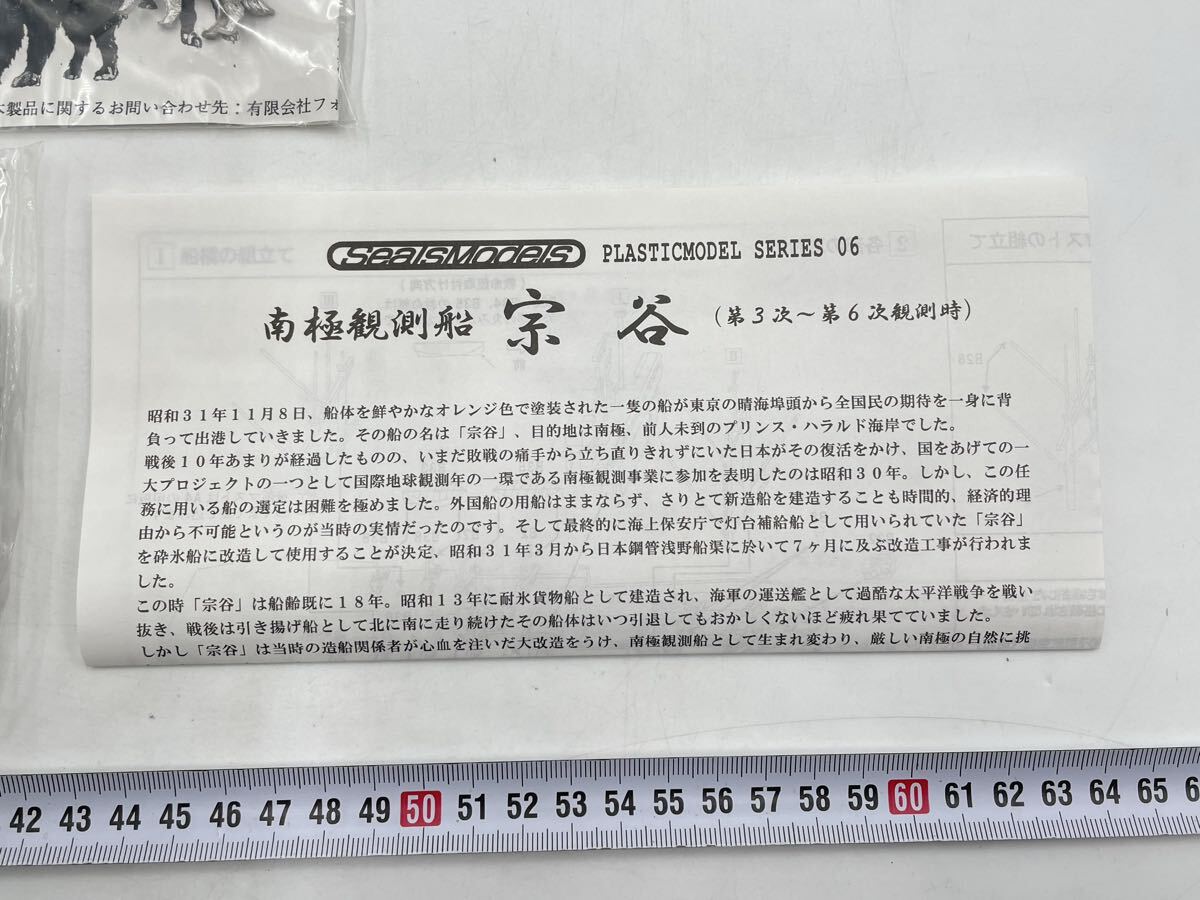 本製品に関するお問い合わせ先：有限会社フォ
SealsModels PLASTICMODEL SERIES 06
南極観測船 宗谷 (第3次～第6次観測時)
昭和３１年１１月８日、船体を鮮やかなオレンジ色で塗装された一隻の船が東京の晴海埠頭から全国民の期待を一身に背
負って出港していきました。その船の名は「宗谷」、目的地は南極、前人未到のプリンス・ハラルド海岸でした。
戦後１０年あまりが経過したものの、いまだ敗戦の痛手から立ち直りきれずにいた日本がその復活をかけ、国をあげての一
大プロジェクトの一つとして国際地球観測年の一環である南極観測事業に参加を表明したのは昭和３０年。しかし、この任
務に用いる船の選定は困難を極めました。外国船の用船はままならず、さりとて新造船を建造することも時間的、経済的理
由から不可能というのが当時の実情だったのです。そして最終的に海上保安庁で灯台補給船として用いられていた「宗谷」
を砕氷船に改造して使用することが決定、昭和３１年３月から日本鋼管浅野船渠に於いて７ヶ月に及ぶ改造工事が行われま
した。
この時「宗谷」は船齢既に１８年。昭和１３年に耐氷貨物船として建造され、海軍の運送艦として過酷な太平洋戦争を戦い
抜き、戦後は引き揚げ船として北に南に走り続けたその船体はいつ引退してもおかしくないほど疲れ果てていました。
しかし「宗谷」は当時の造船関係者が心血を注いだ大改造をうけ、南極観測船として生まれ変わり、厳しい南極の自然に挑
42 43 44 45 46 47 48 49 50 51 52 53 54 55 56 57 58 59 60 61 62 63 64 65 6